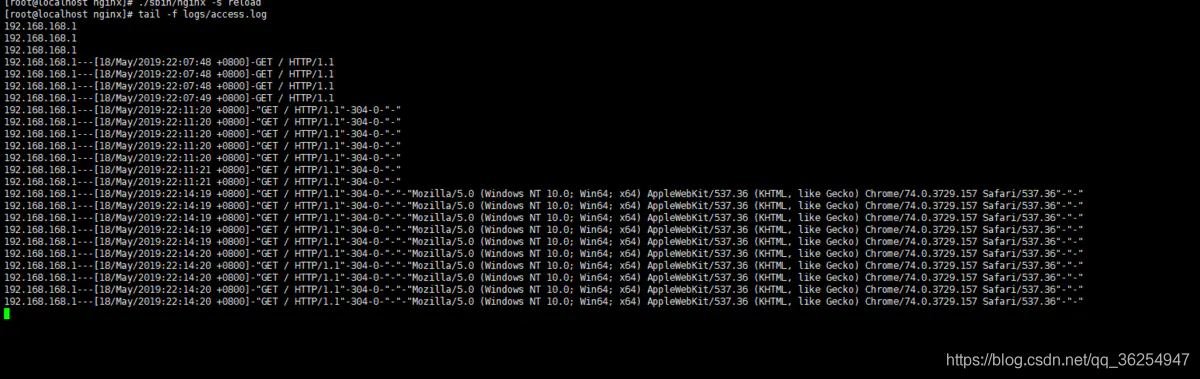 [root@localhost nginx]# ./sbin/nginx -s reload
[root@localhost nginx]# tail -f logs/access.log
192.168.168.1
192.168.168.1
192.168.168.1
192.168.168.1---[18/May/2019:22:07:48 +0800]-GET / HTTP/1.1
192.168.168.1---[18/May/2019:22:07:48 +0800]-GET / HTTP/1.1
192.168.168.1---[18/May/2019:22:07:48 +0800]-GET / HTTP/1.1
192.168.168.1---[18/May/2019:22:07:49 +0800]-GET / HTTP/1.1
192.168.168.1---[18/May/2019:22:11:20 +0800]-"GET / HTTP/1.1"-304-0-"-"
192.168.168.1---[18/May/2019:22:11:20 +0800]-"GET / HTTP/1.1"-304-0-"-"
192.168.168.1---[18/May/2019:22:11:20 +0800]-"GET / HTTP/1.1"-304-0-"-"
192.168.168.1---[18/May/2019:22:11:20 +0800]-"GET / HTTP/1.1"-304-0-"-"
192.168.168.1---[18/May/2019:22:11:20 +0800]-"GET / HTTP/1.1"-304-0-"-"
192.168.168.1---[18/May/2019:22:11:21 +0800]-"GET / HTTP/1.1"-304-0-"-"
192.168.168.1---[18/May/2019:22:11:21 +0800]-"GET / HTTP/1.1"-304-0-"-"
192.168.168.1---[18/May/2019:22:14:19 +0800]-"GET / HTTP/1.1"-304-0-"-"-"Mozilla/5.0 (Windows NT 10.0; Win64; x64) AppleWebKit/537.36 (KHTML, like Gecko) Chrome/74.0.3729.157 Safari/537.36"-"-"
192.168.168.1---[18/May/2019:22:14:19 +0800]-"GET / HTTP/1.1"-304-0-"-"-"Mozilla/5.0 (Windows NT 10.0; Win64; x64) AppleWebKit/537.36 (KHTML, like Gecko) Chrome/74.0.3729.157 Safari/537.36"-"-"
192.168.168.1---[18/May/2019:22:14:19 +0800]-"GET / HTTP/1.1"-304-0-"-"-"Mozilla/5.0 (Windows NT 10.0; Win64; x64) AppleWebKit/537.36 (KHTML, like Gecko) Chrome/74.0.3729.157 Safari/537.36"-"-"
192.168.168.1---[18/May/2019:22:14:19 +0800]-"GET / HTTP/1.1"-304-0-"-"-"Mozilla/5.0 (Windows NT 10.0; Win64; x64) AppleWebKit/537.36 (KHTML, like Gecko) Chrome/74.0.3729.157 Safari/537.36"-"-"
192.168.168.1---[18/May/2019:22:14:19 +0800]-"GET / HTTP/1.1"-304-0-"-"-"Mozilla/5.0 (Windows NT 10.0; Win64; x64) AppleWebKit/537.36 (KHTML, like Gecko) Chrome/74.0.3729.157 Safari/537.36"-"-"
192.168.168.1---[18/May/2019:22:14:20 +0800]-"GET / HTTP/1.1"-304-0-"-"-"Mozilla/5.0 (Windows NT 10.0; Win64; x64) AppleWebKit/537.36 (KHTML, like Gecko) Chrome/74.0.3729.157 Safari/537.36"-"-"
192.168.168.1---[18/May/2019:22:14:20 +0800]-"GET / HTTP/1.1"-304-0-"-"-"Mozilla/5.0 (Windows NT 10.0; Win64; x64) AppleWebKit/537.36 (KHTML, like Gecko) Chrome/74.0.3729.157 Safari/537.36"-"-"
192.168.168.1---[18/May/2019:22:14:20 +0800]-"GET / HTTP/1.1"-304-0-"-"-"Mozilla/5.0 (Windows NT 10.0; Win64; x64) AppleWebKit/537.36 (KHTML, like Gecko) Chrome/74.0.3729.157 Safari/537.36"-"-"
192.168.168.1---[18/May/2019:22:14:20 +0800]-"GET / HTTP/1.1"-304-0-"-"-"Mozilla/5.0 (Windows NT 10.0; Win64; x64) AppleWebKit/537.36 (KHTML, like Gecko) Chrome/74.0.3729.157 Safari/537.36"-"-"
192.168.168.1---[18/May/2019:22:14:20 +0800]-"GET / HTTP/1.1"-304-0-"-"-"Mozilla/5.0 (Windows NT 10.0; Win64; x64) AppleWebKit/537.36 (KHTML, like Gecko) Chrome/74.0.3729.157 Safari/537.36"-"-"
https://blog.csdn.net/qq_36254947